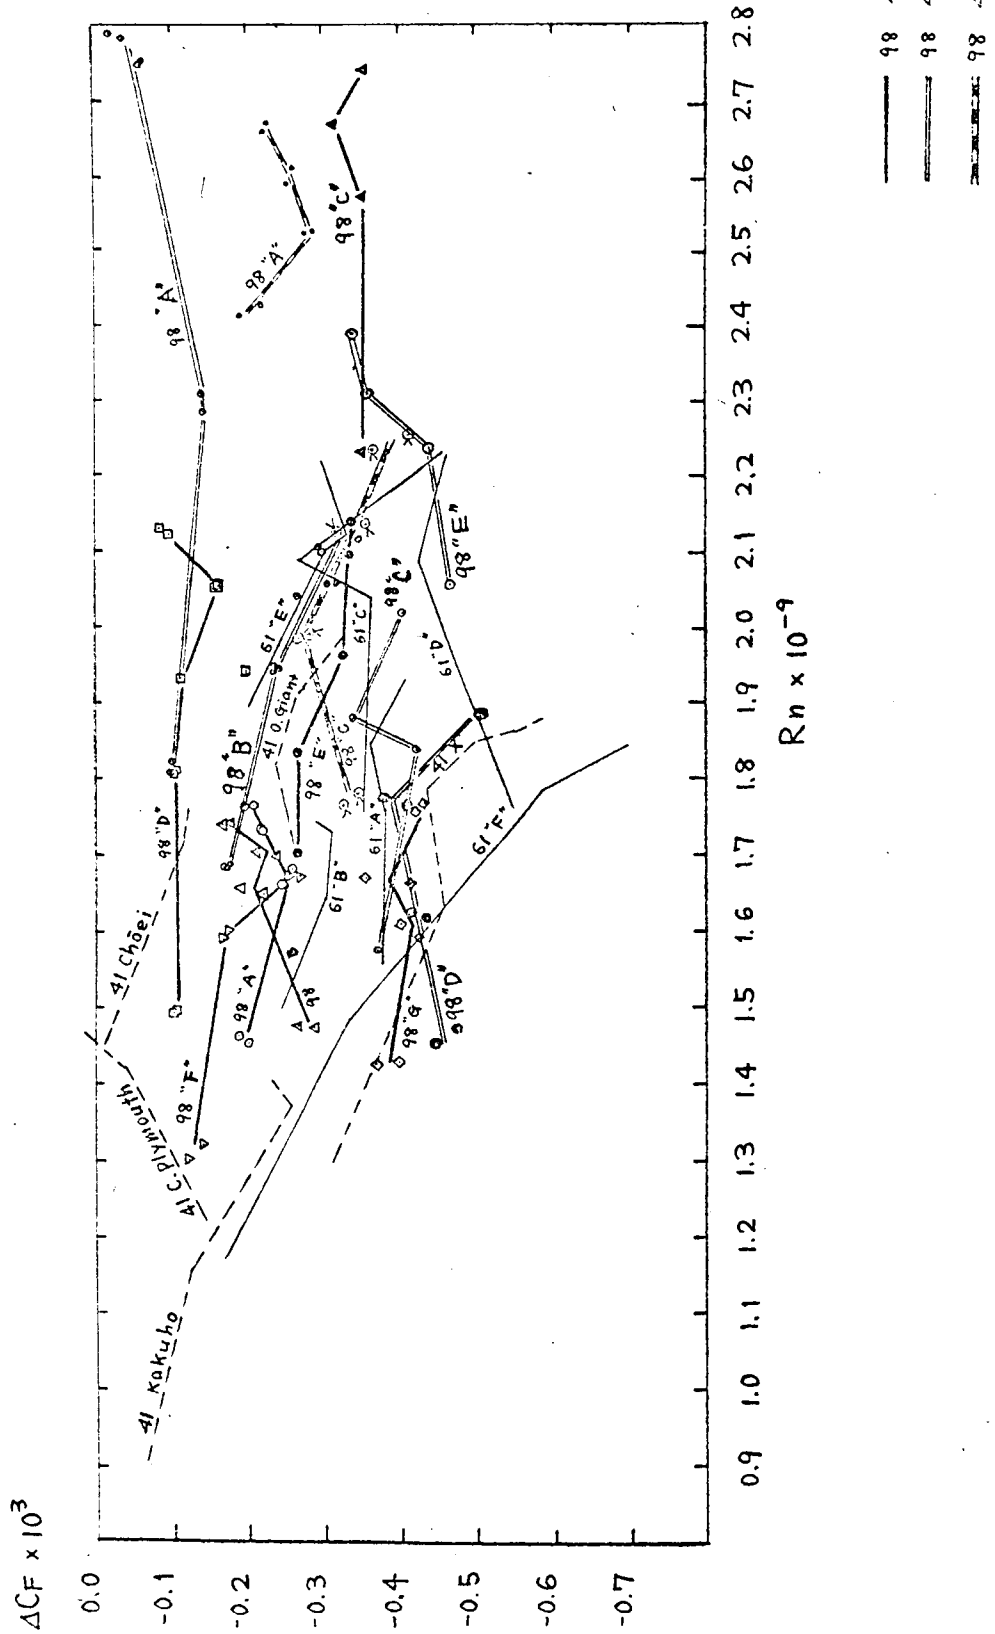 ΔCF × 10³
0.0
-0.1
-0.2
-0.3
-0.4
-0.5
-0.6
-0.7
0.9 1.0 1.1 1.2 1.3 1.4 1.5 1.6 1.7 1.8 1.9 2.0 2.1 2.2 2.3 2.4 2.5 2.6 2.7 2.8
Rn × 10⁻⁹
41 Kakuho
41 C. Plymouth
41 Chōei
98 "F"
98 "D"
98 "A"
98 "A"
98 "A"
98
98 "B"
41 O. Giant
61 "E"
98 "E"
98 "C"
61 "C"
61 "B"
61 "A"
98 "C"
98 "C"
41 X
61 "D"
98 "E"
98 "G"
98 "D"
61 "F"
98
98
98